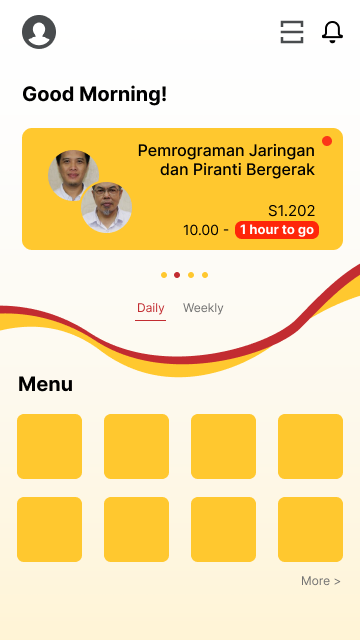 Good Morning!
Pemrograman Jaringan
dan Piranti Bergerak
S1.202
10.00 - 1 hour to go
Daily Weekly
Menu
More >